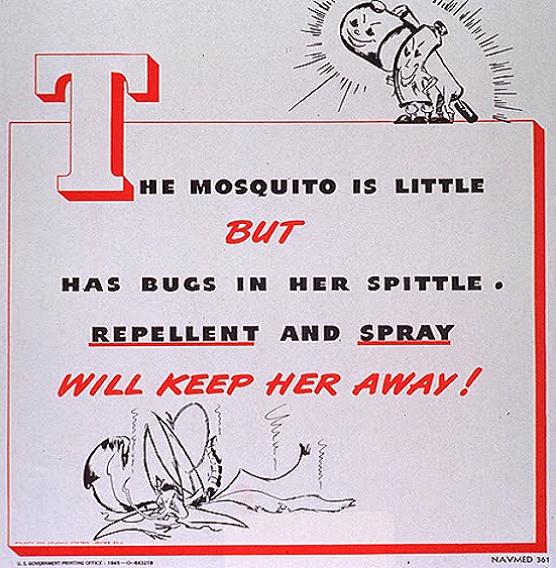 THE MOSQUITO IS LITTLE
BUT
HAS BUGS IN HER SPITTLE.
REPELLENT AND SPRAY
WILL KEEP HER AWAY!
U.S. GOVERNMENT PRINTING OFFICE : 1945—O-643218
NAVMED 361